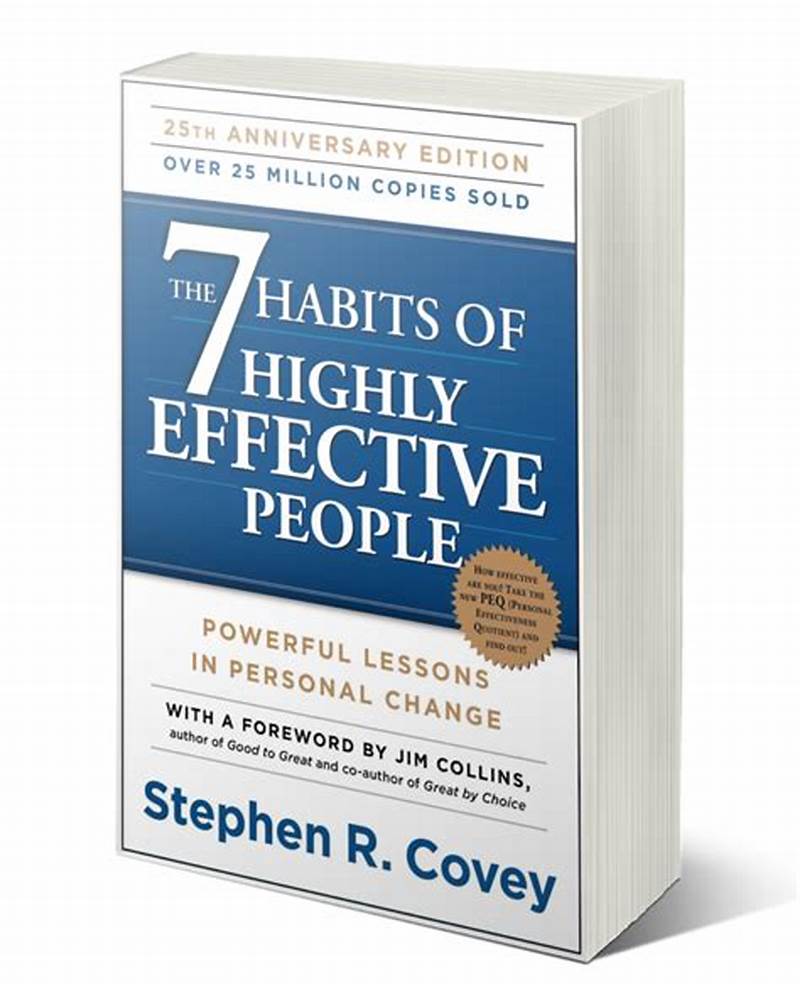 25TH ANNIVERSARY EDITION
OVER 25 MILLION COPIES SOLD
THE 7 HABITS OF
HIGHLY
EFFECTIVE
PEOPLE
HOW EFFECTIVE
ARE YOU? TAKE THE
NEW PEQ (PERSONAL
EFFECTIVENESS
QUOTIENT) AND
FIND OUT!
POWERFUL LESSONS
IN PERSONAL CHANGE
WITH A FOREWORD BY JIM COLLINS,
author of Good to Great and co-author of Great by Choice
Stephen R. Covey